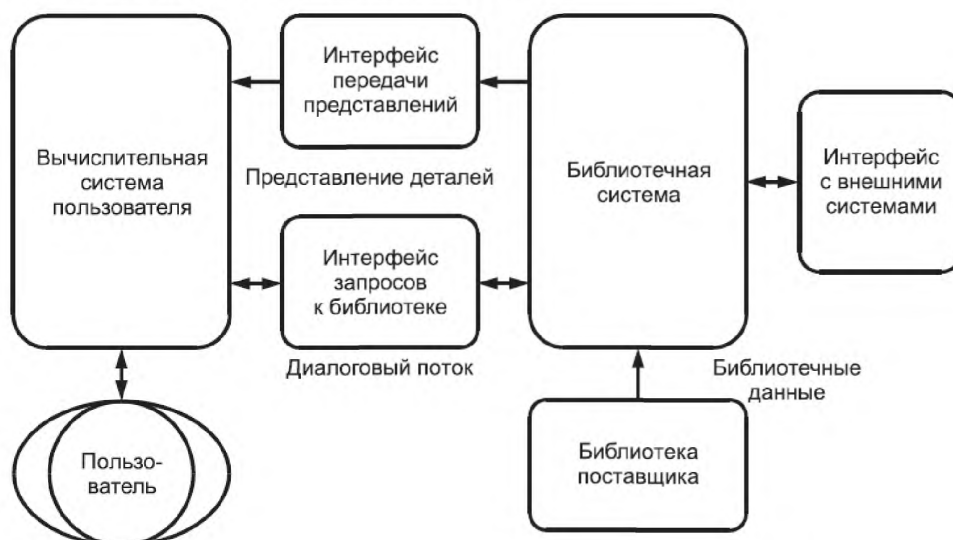 Интерфейс
передачи
представлений
Вычислительная
система
пользователя
Представление деталей
Библиотечная
система
Интерфейс
с внешними
системами
Интерфейс
запросов
к библиотеке
Диалоговый поток
Библиотечные
данные
Пользо-
ватель
Библиотека
поставщика